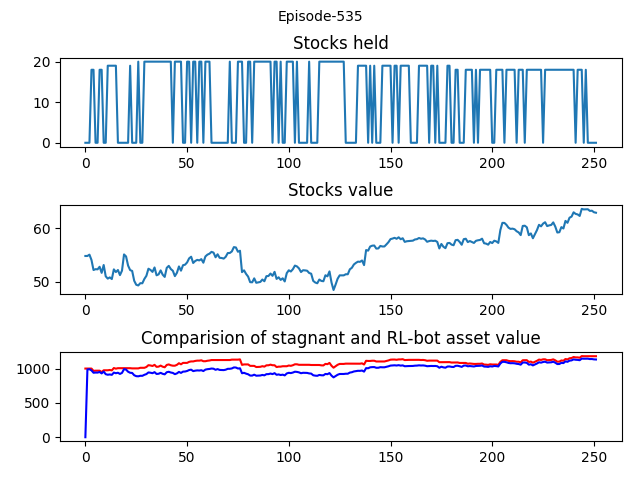 Episode-535
Stocks held
20
10
0
0 50 100 150 200 250
Stocks value
60
50
0 50 100 150 200 250
Comparision of stagnant and RL-bot asset value
1000
500
0
0 50 100 150 200 250